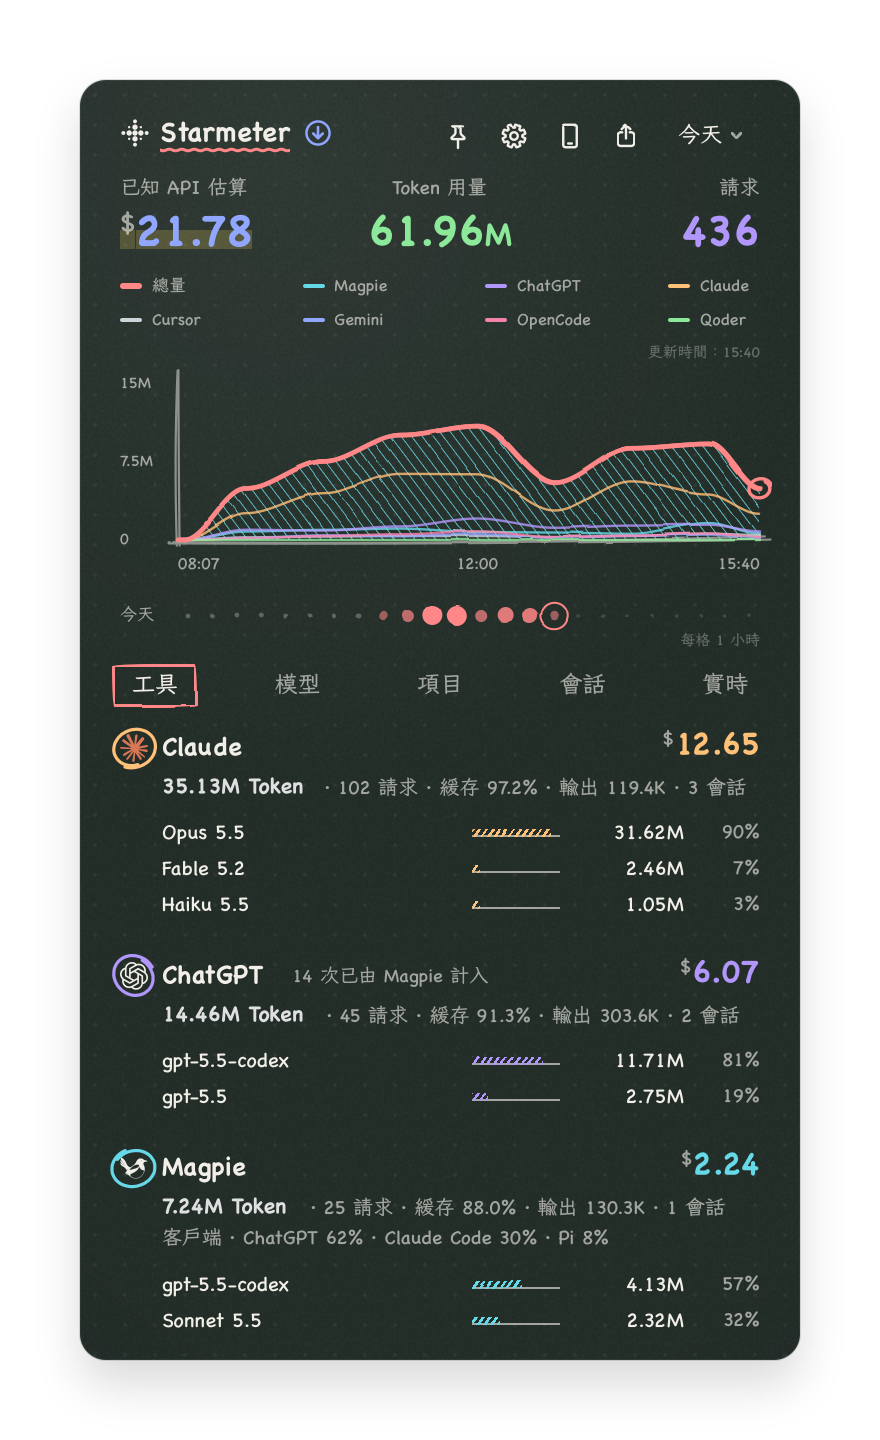 Starmeter 今天
已知 API 估算 Token 用量 請求
$21.78 61.96M 436
總量 Magpie ChatGPT Claude
Cursor Gemini OpenCode Qoder
更新時間：15:40
15M
7.5M
0
08:07 12:00 15:40
今天
每格 1 小時
工具 模型 項目 會話 實時
Claude $12.65
35.13M Token · 102 請求 · 緩存 97.2% · 輸出 119.4K · 3 會話
Opus 5.5 31.62M 90%
Fable 5.2 2.46M 7%
Haiku 5.5 1.05M 3%
ChatGPT 14 次已由 Magpie 計入 $6.07
14.46M Token · 45 請求 · 緩存 91.3% · 輸出 303.6K · 2 會話
gpt-5.5-codex 11.71M 81%
gpt-5.5 2.75M 19%
Magpie $2.24
7.24M Token · 25 請求 · 緩存 88.0% · 輸出 130.3K · 1 會話
客戶端 · ChatGPT 62% · Claude Code 30% · Pi 8%
gpt-5.5-codex 4.13M 57%
Sonnet 5.5 2.32M 32%